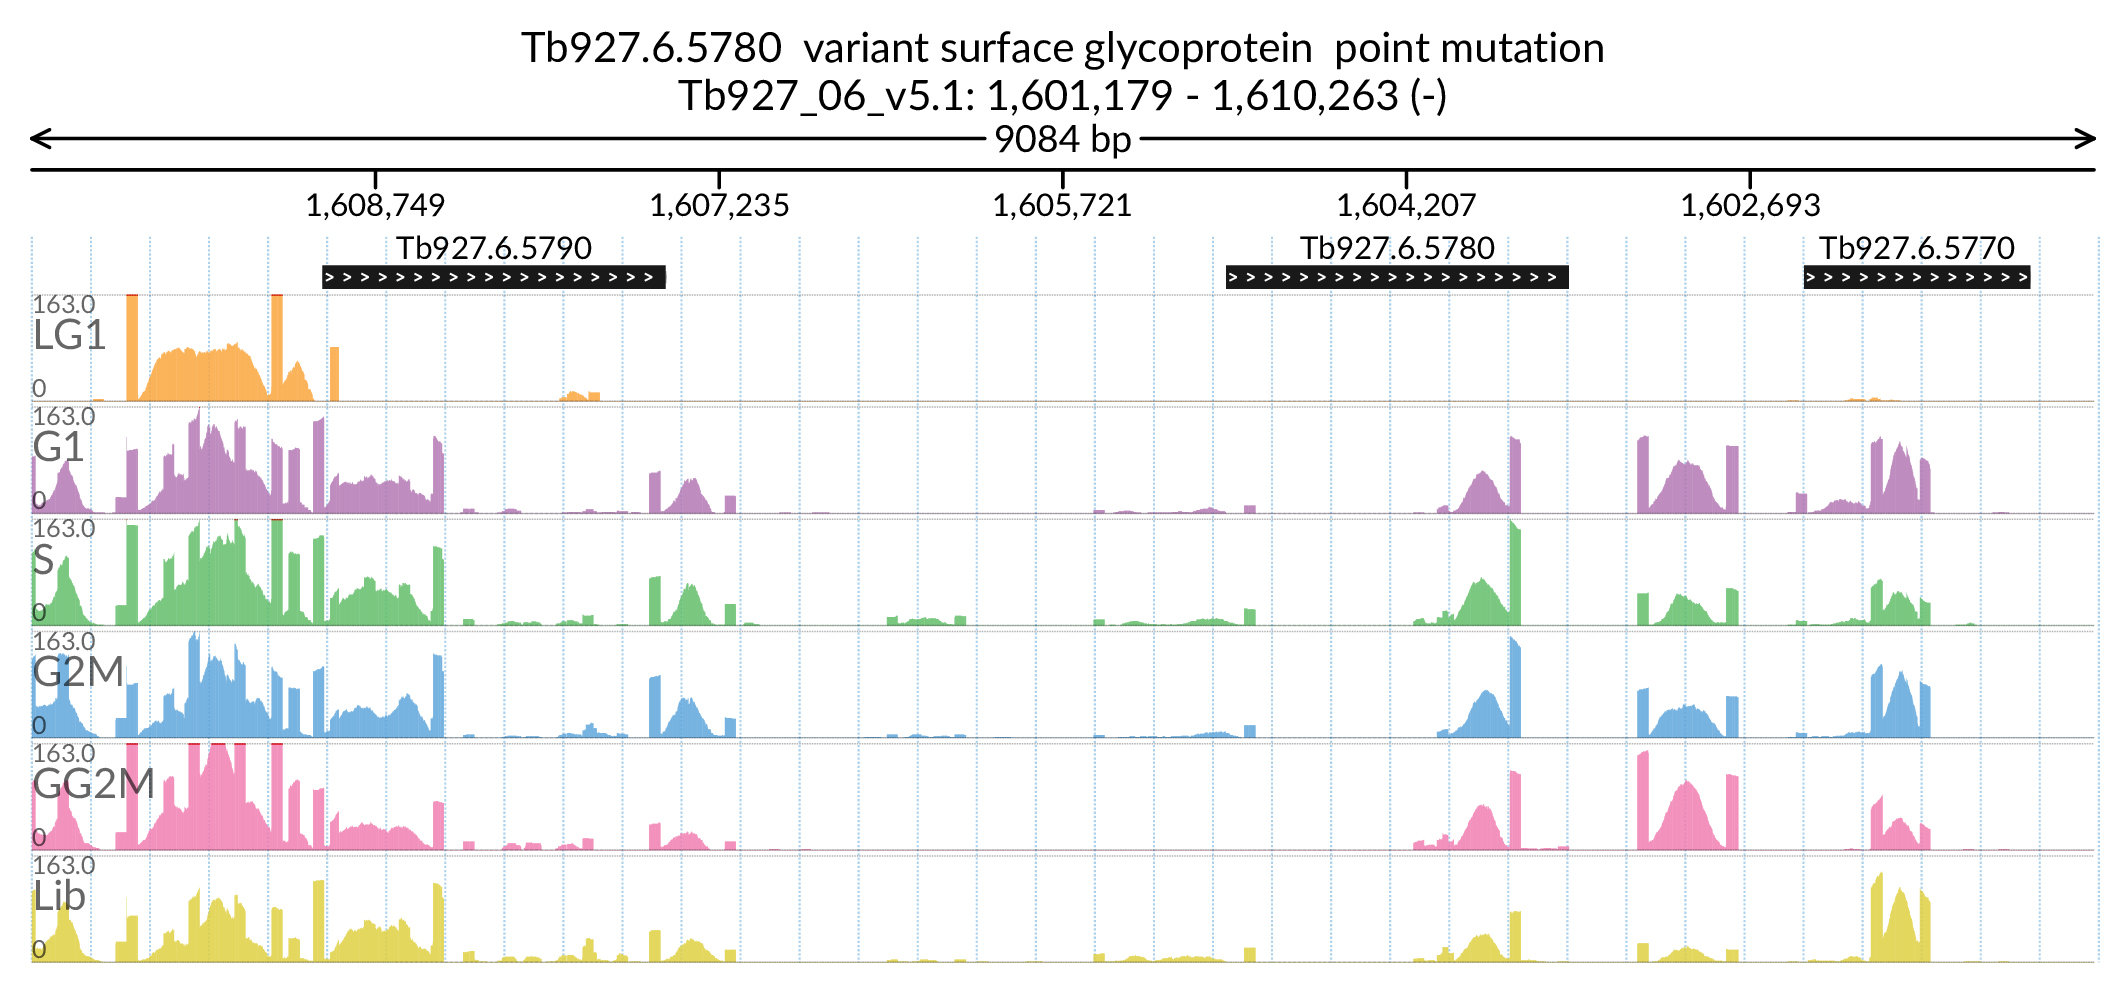 Tb927.6.5780 variant surface glycoprotein point mutation
Tb927_06_v5.1: 1,601,179 - 1,610,263 (-)
9084 bp
1,608,749 1,607,235 1,605,721 1,604,207 1,602,693
Tb927.6.5790 Tb927.6.5780 Tb927.6.5770
163.0
LG1
0
163.0
G1
0
163.0
S
0
163.0
G2M
0
163.0
GG2M
0
163.0
Lib
0